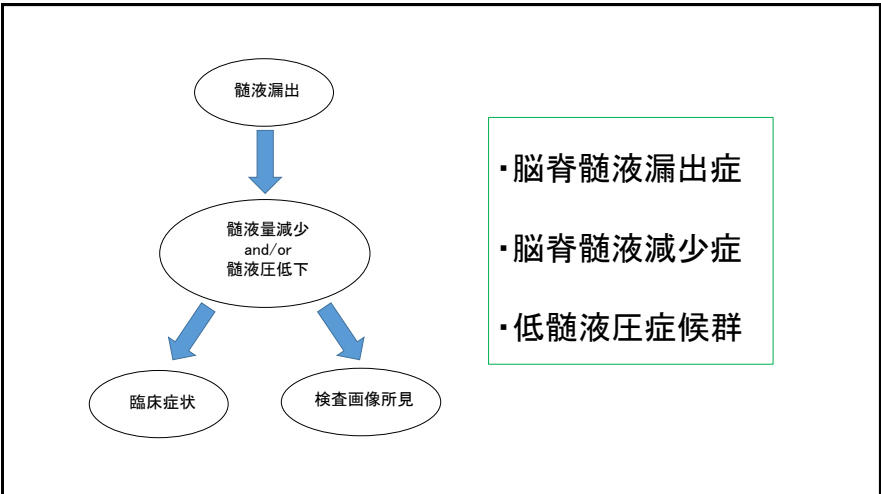 髄液漏出
髄液量減少
and/or
髄液圧低下
臨床症状
検査画像所見
・脳脊髄液漏出症
・脳脊髄液減少症
・低髄液圧症候群